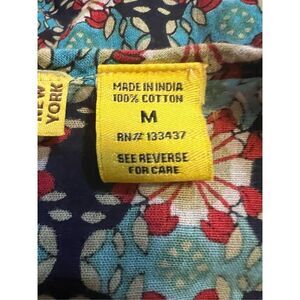 NEW
YORK
MADE IN INDIA
100% COTTON
M
RN# 133437
SEE REVERSE
FOR CARE